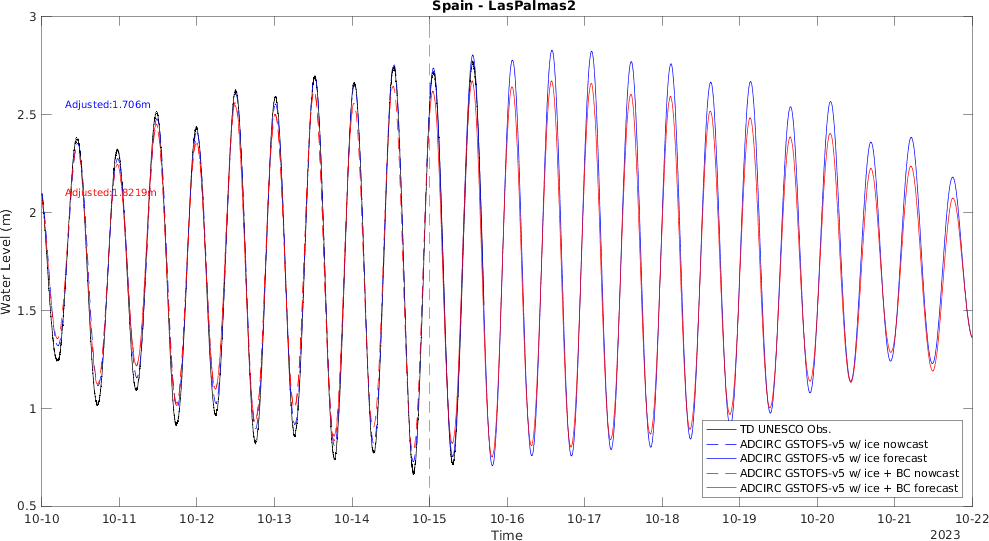 Spain - LasPalmas2
3
2.5
2
1.5
1
0.5
Water Level (m)
Adjusted:1.706m
Adjusted:1.8219m
TD UNESCO Obs.
ADCIRC GSTOFS-v5 w/ ice nowcast
ADCIRC GSTOFS-v5 w/ ice forecast
ADCIRC GSTOFS-v5 w/ ice + BC nowcast
ADCIRC GSTOFS-v5 w/ ice + BC forecast
10-10 10-11 10-12 10-13 10-14 10-15 10-16 10-17 10-18 10-19 10-20 10-21 10-22
Time
2023